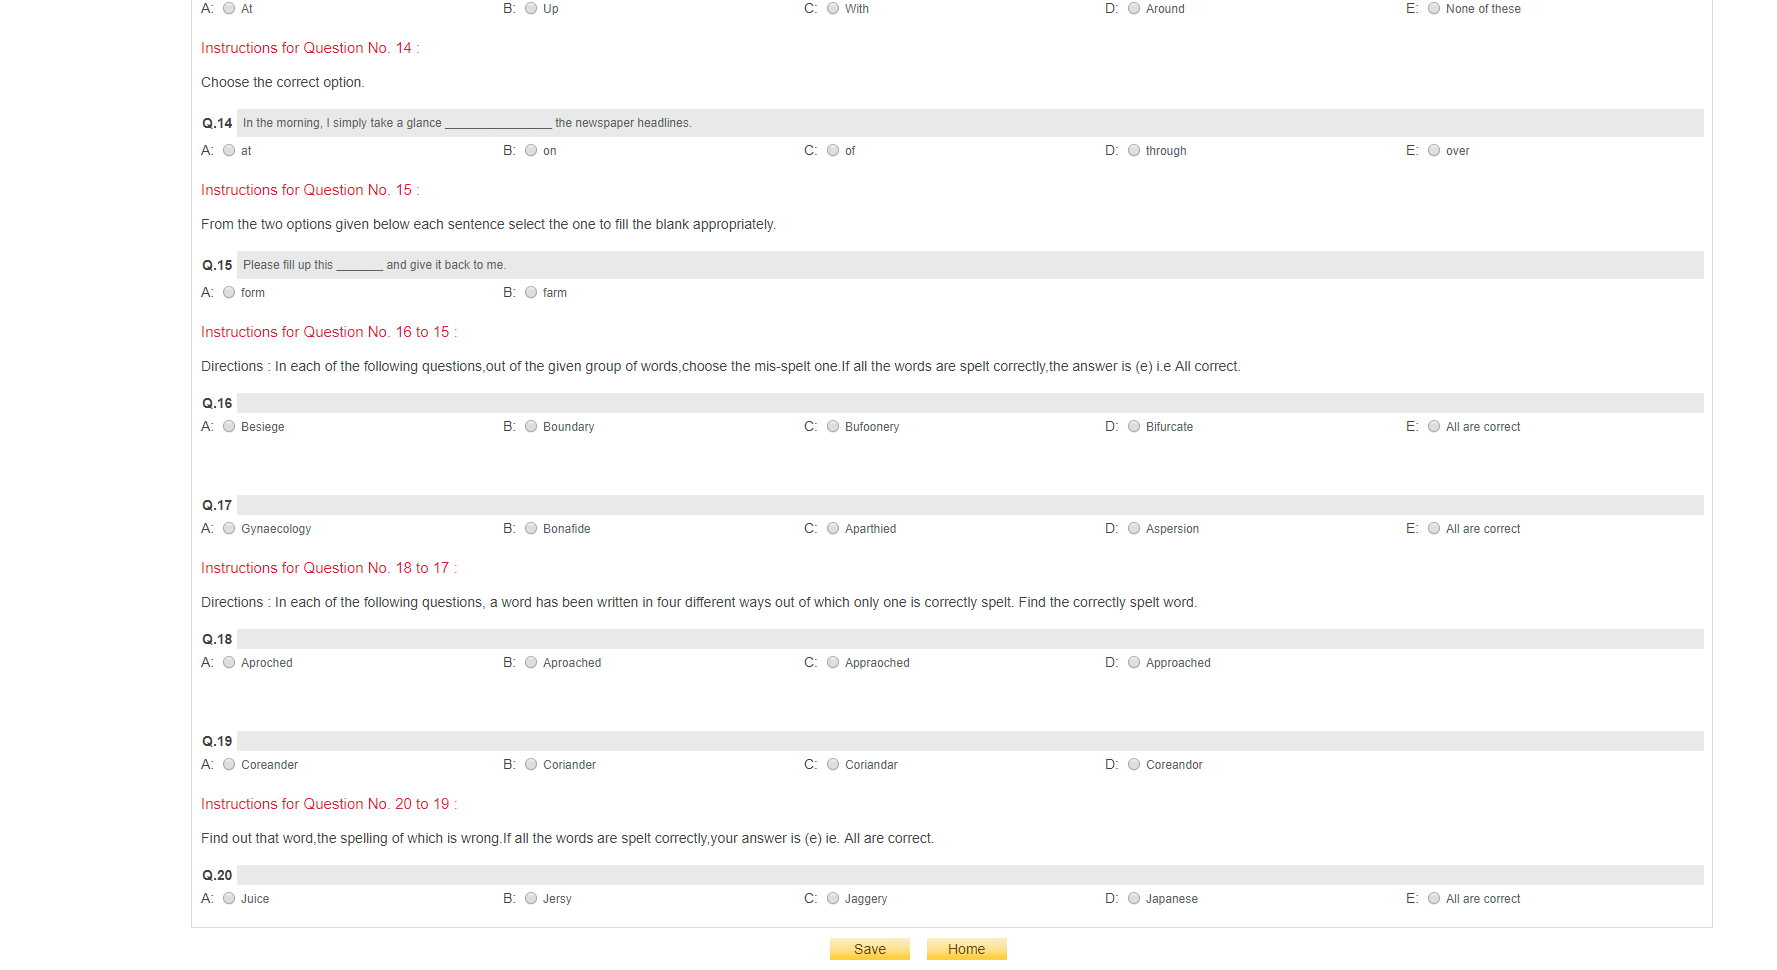 A: At B: Up C: With D: Around E: None of these
Instructions for Question No. 14 :
Choose the correct option.
Q.14 In the morning, I simply take a glance ________________ the newspaper headlines.
A: at B: on C: of D: through E: over
Instructions for Question No. 15 :
From the two options given below each sentence select the one to fill the blank appropriately.
Q.15 Please fill up this _______ and give it back to me.
A: form B: farm
Instructions for Question No. 16 to 15 :
Directions : In each of the following questions,out of the given group of words,choose the mis-spelt one.If all the words are spelt correctly,the answer is (e) i.e All correct.
Q.16
A: Besiege B: Boundary C: Bufoonery D: Bifurcate E: All are correct
Q.17
A: Gynaecology B: Bonafide C: Aparthied D: Aspersion E: All are correct
Instructions for Question No. 18 to 17 :
Directions : In each of the following questions, a word has been written in four different ways out of which only one is correctly spelt. Find the correctly spelt word.
Q.18
A: Aproched B: Aproached C: Appraoched D: Approached
Q.19
A: Coreander B: Coriander C: Coriandar D: Coreandor
Instructions for Question No. 20 to 19 :
Find out that word,the spelling of which is wrong.If all the words are spelt correctly,your answer is (e) ie. All are correct.
Q.20
A: Juice B: Jersy C: Jaggery D: Japanese E: All are correct
Save Home